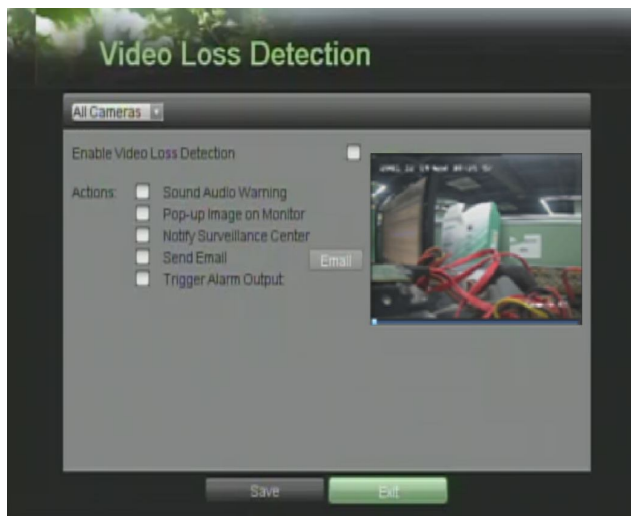 Video Loss Detection
All Cameras
Enable Video Loss Detection
Actions:
Sound Audio Warning
Pop-up Image on Monitor
Notify Surveillance Center
Send Email
Email
Trigger Alarm Output:
Save
Exit